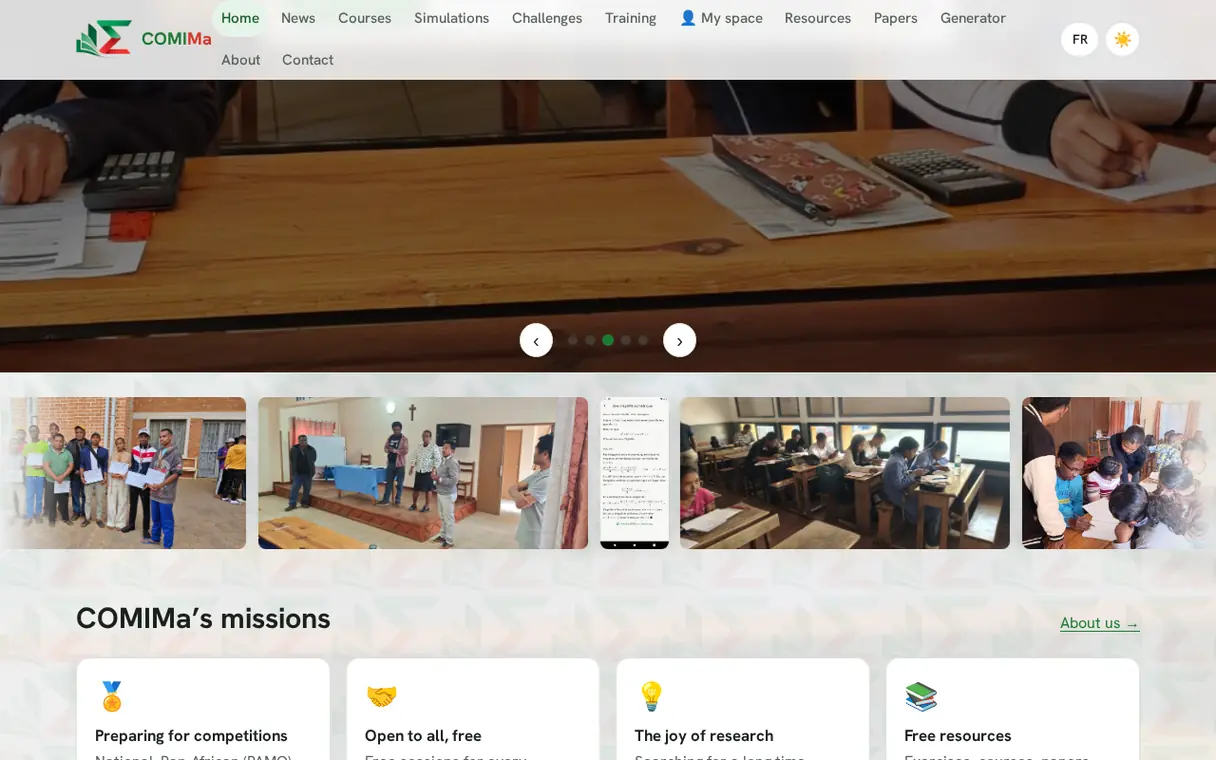 Home News Courses Simulations Challenges Training 👤 My space Resources Papers Generator
COMIMa
FR
About Contact
COMIMa’s missions
About us →
Preparing for competitions
Open to all, free
The joy of research
Free resources